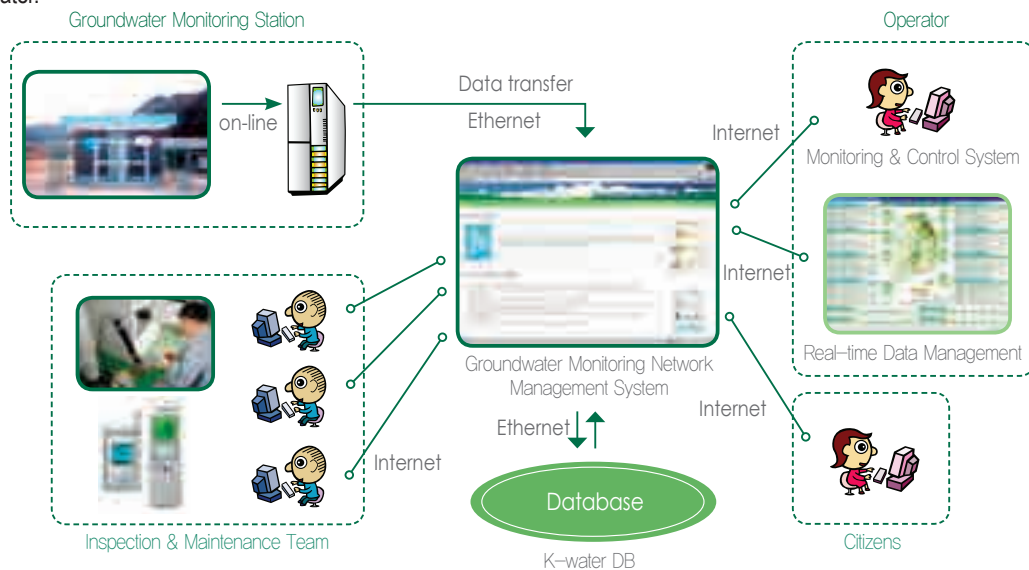 Groundwater Monitoring Station
Operator
on-line
Data transfer
Ethernet
Internet
Monitoring & Control System
Internet
Real-time Data Management
Groundwater Monitoring Network
Management System
Internet
Ethernet
Internet
Database
K-water DB
Inspection & Maintenance Team
Citizens